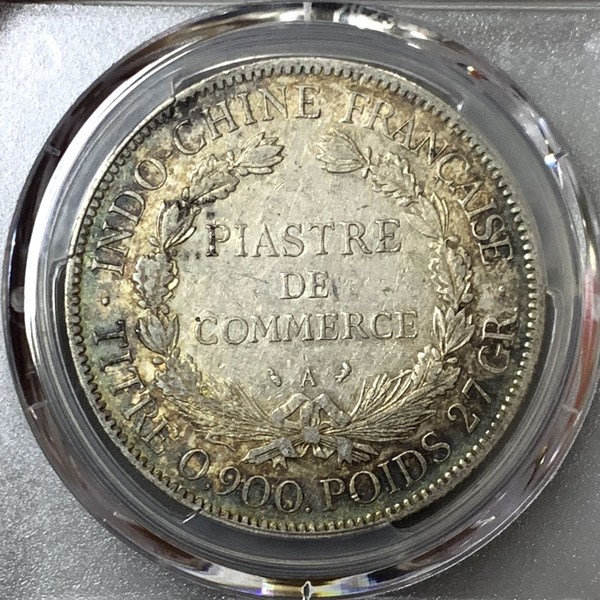 INDO-CHINE FRANÇAISE
PIASTRE
DE
COMMERCE
A
TITRE 0.900. POIDS 27 GR.